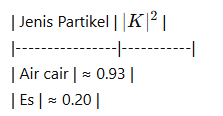 | Jenis Partikel | |K|² |
|----------------|-----------|
| Air cair | ≈ 0.93 |
| Es | ≈ 0.20 |